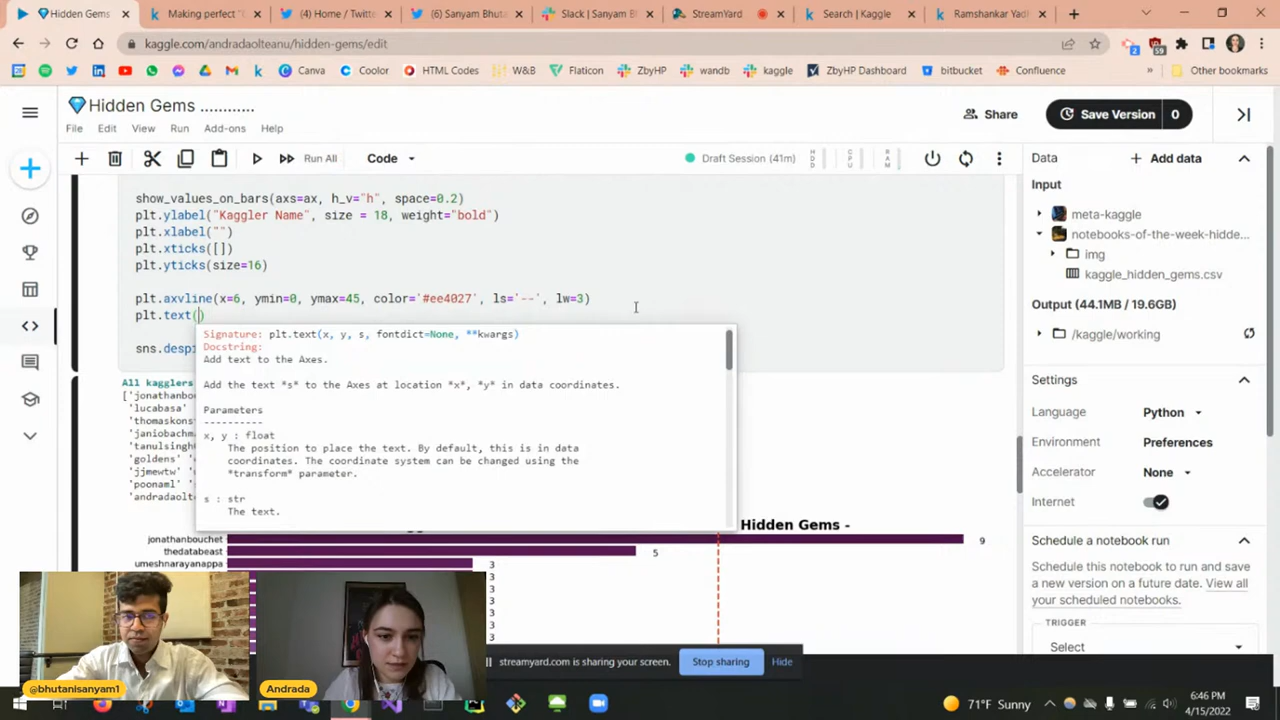 Hidden Gems
Making perfect "C
(4) Home / Twitte
(6) Sanyam Bhuta
Slack | Sanyam Bh
StreamYard
Search | Kaggle
Ramshankar Yadh
kaggle.com/andradaolteanu/hidden-gems/edit
Canva
Coolor
HTML Codes
W&B
Flaticon
ZbyHP
wandb
kaggle
ZbyHP Dashboard
bitbucket
Confluence
»
Other bookmarks
Hidden Gems ............
Share
Save Version
0
File Edit View Run Add-ons Help
Run All
Code
Draft Session (41m)
HDD
CPU
RAM
Data
Add data
show_values_on_bars(axs=ax, h_v="h", space=0.2)
plt.ylabel("Kaggler Name", size = 18, weight="bold")
plt.xlabel("")
plt.xticks([])
plt.yticks(size=16)
plt.axvline(x=6, ymin=0, ymax=45, color='#ee4027', ls='--', lw=3)
plt.text()
sns.despi
Signature: plt.text(x, y, s, fontdict=None, **kwargs)
Docstring:
Add text to the Axes.
Add the text *s* to the Axes at location *x*, *y* in data coordinates.
Parameters
----------
x, y : float
The position to place the text. By default, this is in data
coordinates. The coordinate system can be changed using the
*transform* parameter.
s : str
The text.
All kagglers
['jonathanbouchet
'lucabasa'
'thomaskons
'janiobachm
'tanulsingh
'goldens'
'jjmewtw'
'poonaml'
'andradaolt
Hidden Gems -
jonathanbouchet
9
thedatabeast
5
umeshnarayanappa
3
3
3
3
3
3
3
Input
meta-kaggle
notebooks-of-the-week-hidde...
img
kaggle_hidden_gems.csv
Output (44.1MB / 19.6GB)
/kaggle/working
Settings
Language
Python
Environment
Preferences
Accelerator
None
Internet
Schedule a notebook run
Execute this notebook to run and save
a new version on a future date. View all
your scheduled notebooks.
TRIGGER
Select
@bhutanisanyam1
Andrada
streamyard.com is sharing your screen.
Stop sharing
Hide
71°F Sunny
6:46 PM
4/15/2022